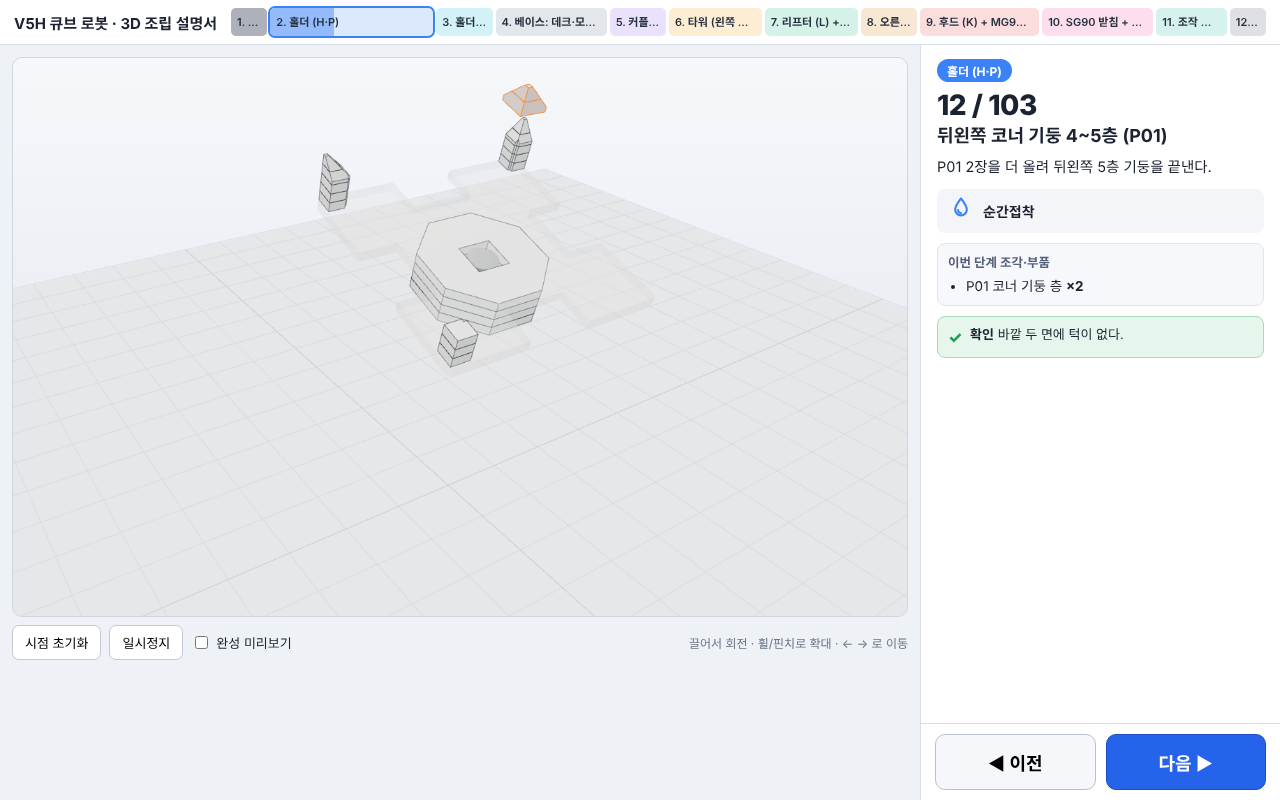 V5H 큐브 로봇 · 3D 조립 설명서
1. ...
2. 홀더 (H·P)
3. 홀더...
4. 베이스: 데크·모...
5. 커플...
6. 타워 (왼쪽 ...
7. 리프터 (L) +...
8. 오른...
9. 후드 (K) + MG9...
10. SG90 받침 + ...
11. 조작 ...
12...
홀더 (H·P)
12 / 103
뒤왼쪽 코너 기둥 4~5층 (P01)
P01 2장을 더 올려 뒤왼쪽 5층 기둥을 끝낸다.
순간접착
이번 단계 조각·부품
• P01 코너 기둥 층 ×2
확인 바깥 두 면에 턱이 없다.
시점 초기화
일시정지
완성 미리보기
끌어서 회전 · 휠/핀치로 확대 · ← → 로 이동
◀ 이전
다음 ▶